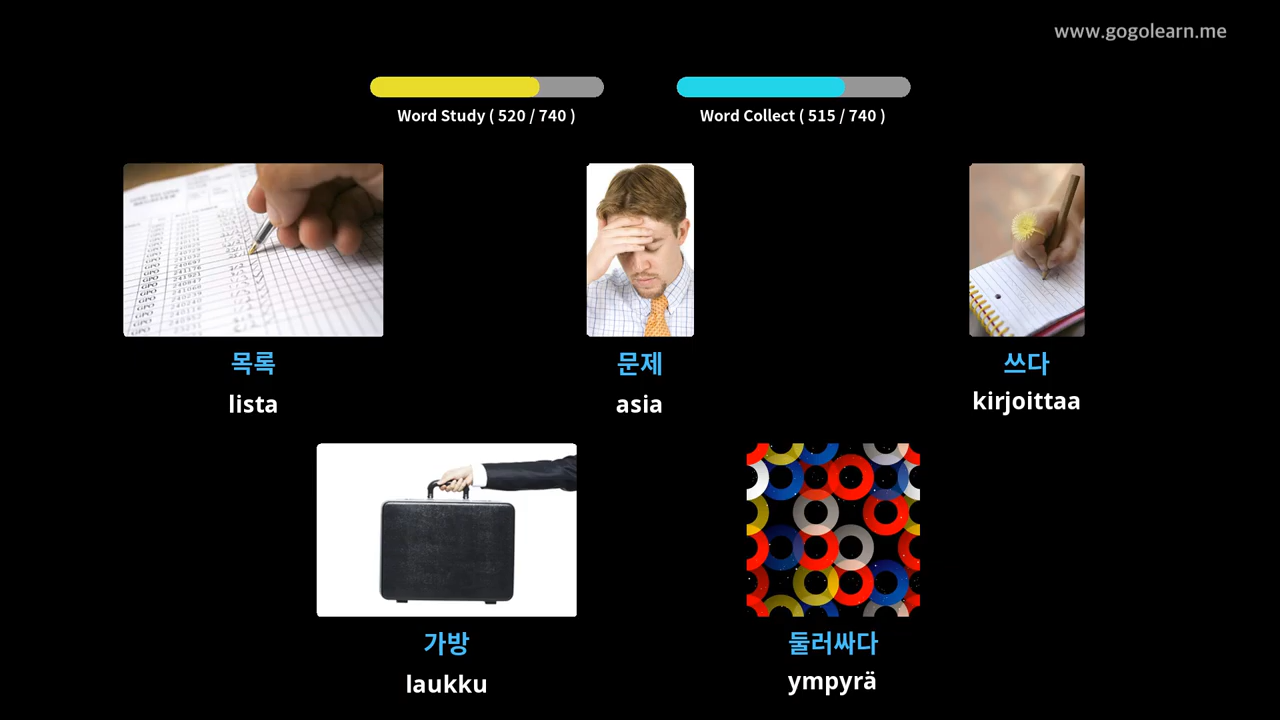 www.gogolearn.me
Word Study ( 520 / 740 )
Word Collect ( 515 / 740 )
목록
lista
문제
asia
쓰다
kirjoittaa
가방
laukku
둘러싸다
ympyrä